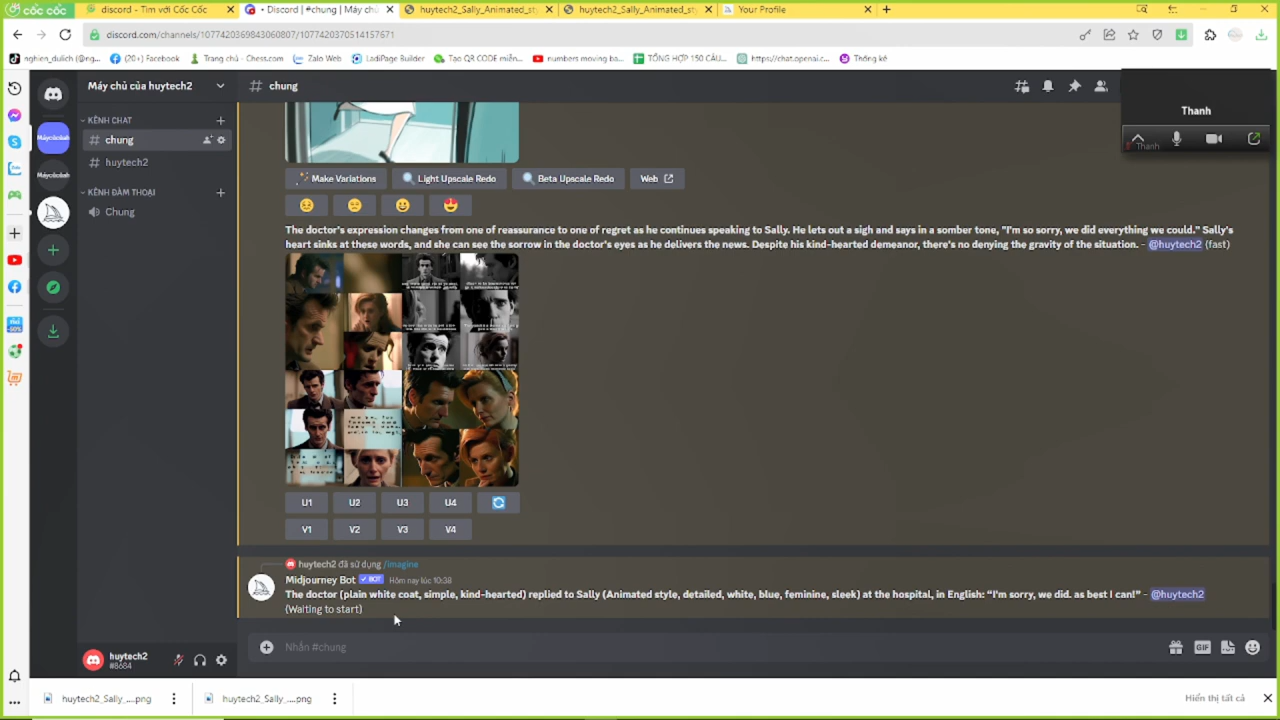 cốc cốc
discord - Tìm với Cốc Cốc
• Discord | #chung | Máy chủ
huytech2_Sally_Animated_st
huytech2_Sally_Animated_st
Your Profile
discord.com/channels/1077420369843060807/1077420370514157671
nghien_dulich (@ng...
(20+) Facebook
Trang chủ - Chess.com
Zalo Web
LadiPage Builder
Tạo QR CODE miễn...
numbers moving ba...
TỔNG HỢP 150 CÂU...
https://chat.openai.c...
Thống kê
Máy chủ của huytech2
# chung
Thanh
Thanh
KÊNH CHAT
# chung
# huytech2
KÊNH ĐÀM THOẠI
Chung
Make Variations
Light Upscale Redo
Beta Upscale Redo
Web
The doctor's expression changes from one of reassurance to one of regret as he continues speaking to Sally. He lets out a sigh and says in a somber tone, "I'm so sorry, we did everything we could." Sally's
heart sinks at these words, and she can see the sorrow in the doctor's eyes as he delivers the news. Despite his kind-hearted demeanor, there's no denying the gravity of the situation. - @huytech2 (fast)
U1 U2 U3 U4
V1 V2 V3 V4
huytech2 đã sử dụng /imagine
Midjourney Bot ✓ BOT Hôm nay lúc 10:38
The doctor (plain white coat, simple, kind-hearted) replied to Sally (Animated style, detailed, white, blue, feminine, sleek) at the hospital, in English: “I'm sorry, we did. as best I can!” - @huytech2
(Waiting to start)
huytech2
#8684
Nhắn #chung
GIF
huytech2_Sally_....png
huytech2_Sally_....png
Hiển thị tất cả